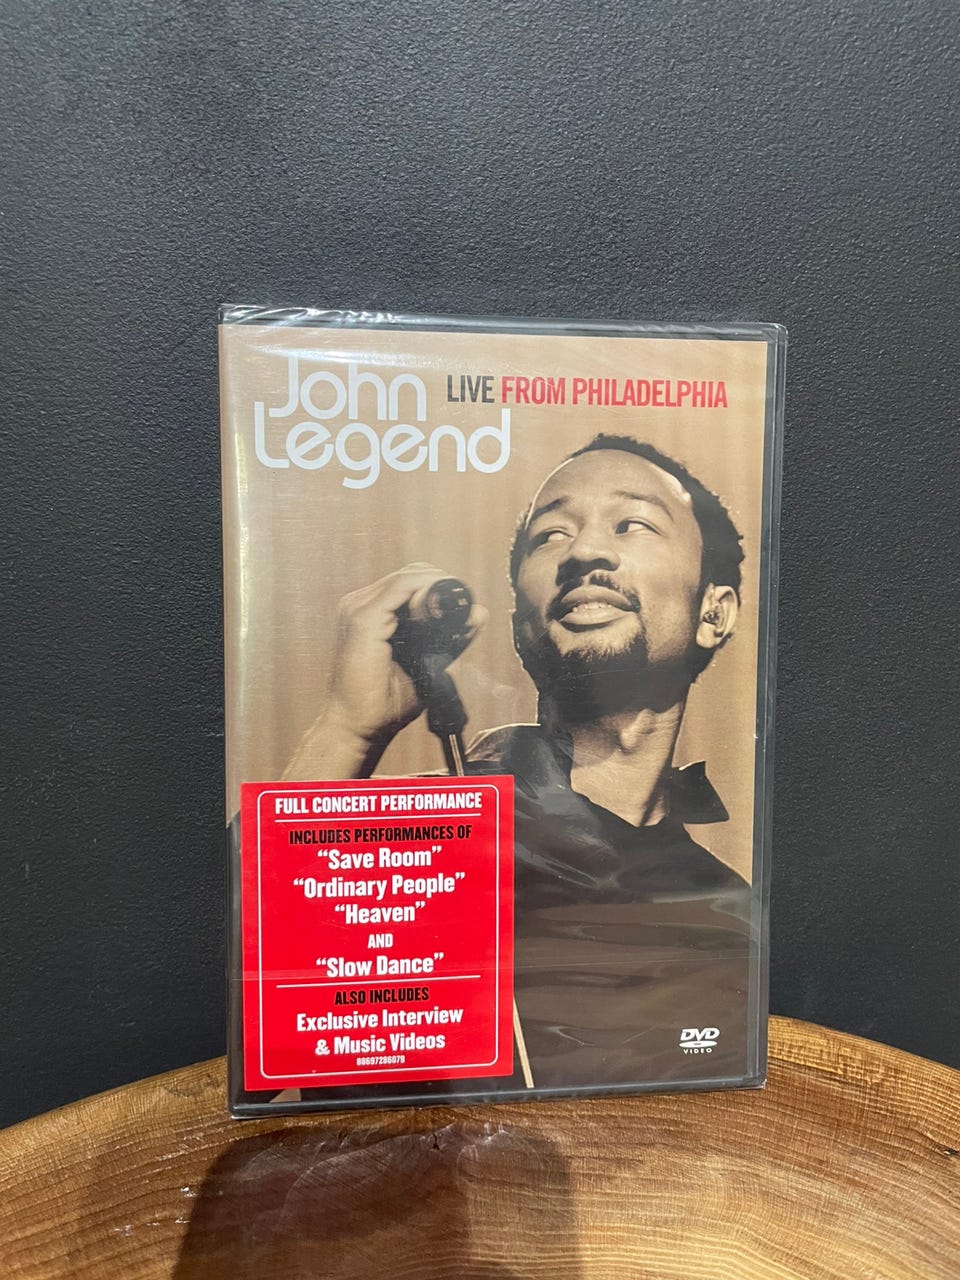 John
Legend
LIVE FROM PHILADELPHIA
FULL CONCERT PERFORMANCE
INCLUDES PERFORMANCES OF
“Save Room”
“Ordinary People”
“Heaven”
AND
“Slow Dance”
ALSO INCLUDES
Exclusive Interview
& Music Videos
88697286079
DVD
VIDEO